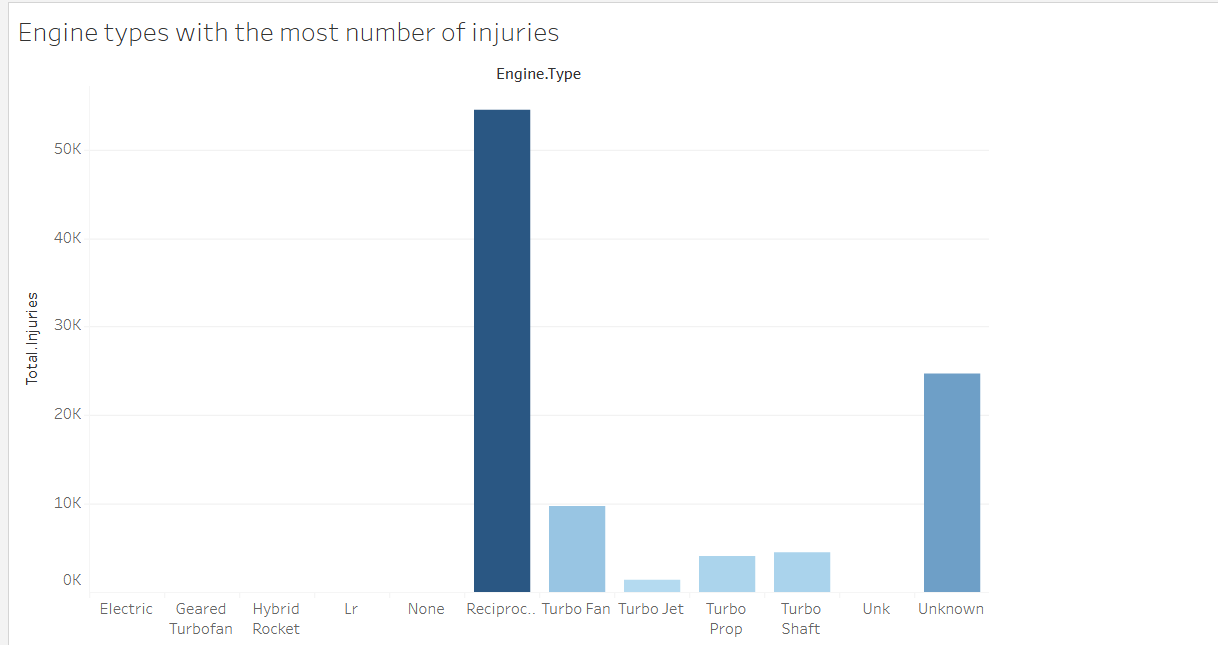 Engine types with the most number of injuries
Engine.Type
Total.Injuries
50K
40K
30K
20K
10K
0K
Electric
Geared
Turbofan
Hybrid
Rocket
Lr
None
Reciproc..
Turbo Fan
Turbo Jet
Turbo
Prop
Turbo
Shaft
Unk
Unknown